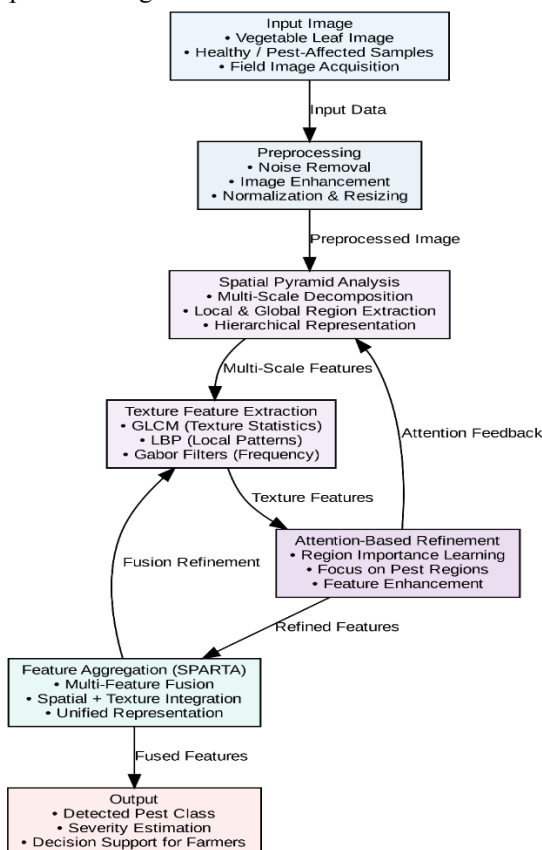 Input Image
• Vegetable Leaf Image
• Healthy / Pest-Affected Samples
• Field Image Acquisition
Input Data
Preprocessing
• Noise Removal
• Image Enhancement
• Normalization & Resizing
Preprocessed Image
Spatial Pyramid Analysis
• Multi-Scale Decomposition
• Local & Global Region Extraction
• Hierarchical Representation
Multi-Scale Features
Texture Feature Extraction
• GLCM (Texture Statistics)
• LBP (Local Patterns)
• Gabor Filters (Frequency)
Attention Feedback
Texture Features
Attention-Based Refinement
• Region Importance Learning
• Focus on Pest Regions
• Feature Enhancement
Fusion Refinement
Refined Features
Feature Aggregation (SPARTA)
• Multi-Feature Fusion
• Spatial + Texture Integration
• Unified Representation
Fused Features
Output
• Detected Pest Class
• Severity Estimation
• Decision Support for Farmers